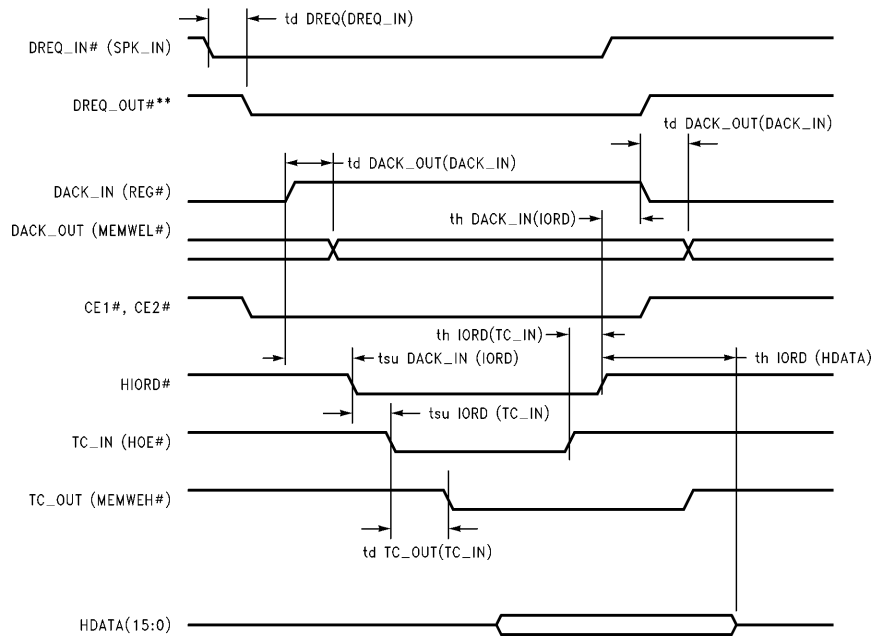 td DREQ(DREQ_IN)
DREQ_IN# (SPK_IN)
DREQ_OUT#**
td DACK_OUT(DACK_IN)
td DACK_OUT(DACK_IN)
DACK_IN (REG#)
th DACK_IN(IORD)
DACK_OUT (MEMWEL#)
CE1#, CE2#
th IORD(TC_IN)
tsu DACK_IN (IORD)
th IORD (HDATA)
HIORD#
tsu IORD (TC_IN)
TC_IN (HOE#)
TC_OUT (MEMWEH#)
td TC_OUT(TC_IN)
HDATA(15:0)